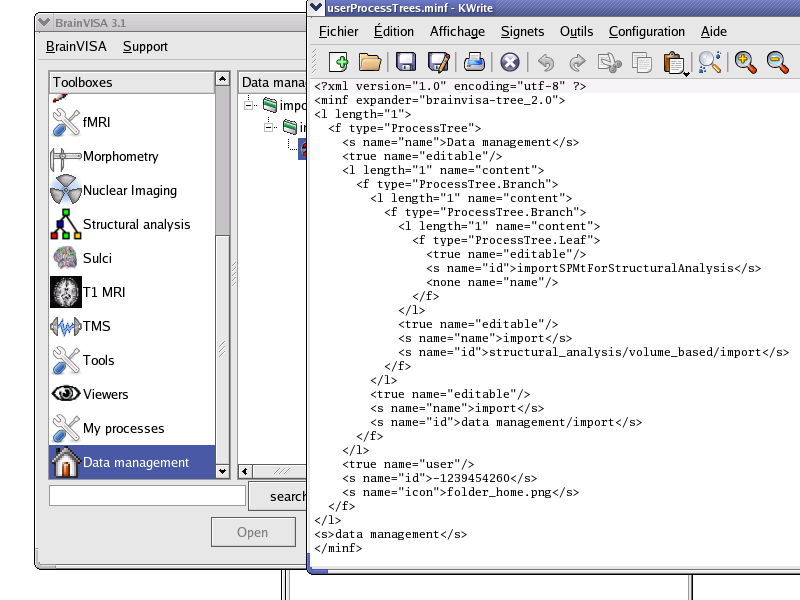 BrainVISA 3.1
BrainVISA Support
Toolboxes
fMRI
Morphometry
Nuclear Imaging
Structural analysis
Sulci
T1 MRI
TMS
Tools
Viewers
My processes
Data management
Data mana
impo
i
search
Open
userProcessTrees.minf - KWrite
Fichier Édition Affichage Signets Outils Configuration Aide
<?xml version="1.0" encoding="utf-8" ?>
<minf expander="brainvisa-tree_2.0">
<l length="1">
<f type="ProcessTree">
<s name="name">Data management</s>
<true name="editable"/>
<l length="1" name="content">
<f type="ProcessTree.Branch">
<l length="1" name="content">
<f type="ProcessTree.Branch">
<l length="1" name="content">
<f type="ProcessTree.Leaf">
<true name="editable"/>
<s name="id">importSPMtForStructuralAnalysis</s>
<none name="name"/>
</f>
</l>
<true name="editable"/>
<s name="name">import</s>
<s name="id">structural_analysis/volume_based/import</s>
</f>
</l>
<true name="editable"/>
<s name="name">import</s>
<s name="id">data management/import</s>
</f>
</l>
<true name="user"/>
<s name="id">-1239454260</s>
<s name="icon">folder_home.png</s>
</f>
</l>
<s>data management</s>
</minf>